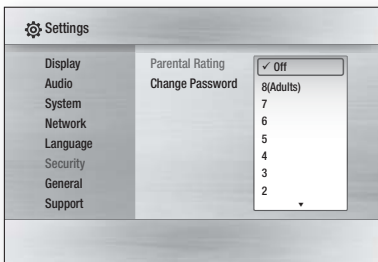 Settings
Display
Audio
System
Network
Language
Security
General
Support
Parental Rating
Change Password
✓ Off
8(Adults)
7
6
5
4
3
2